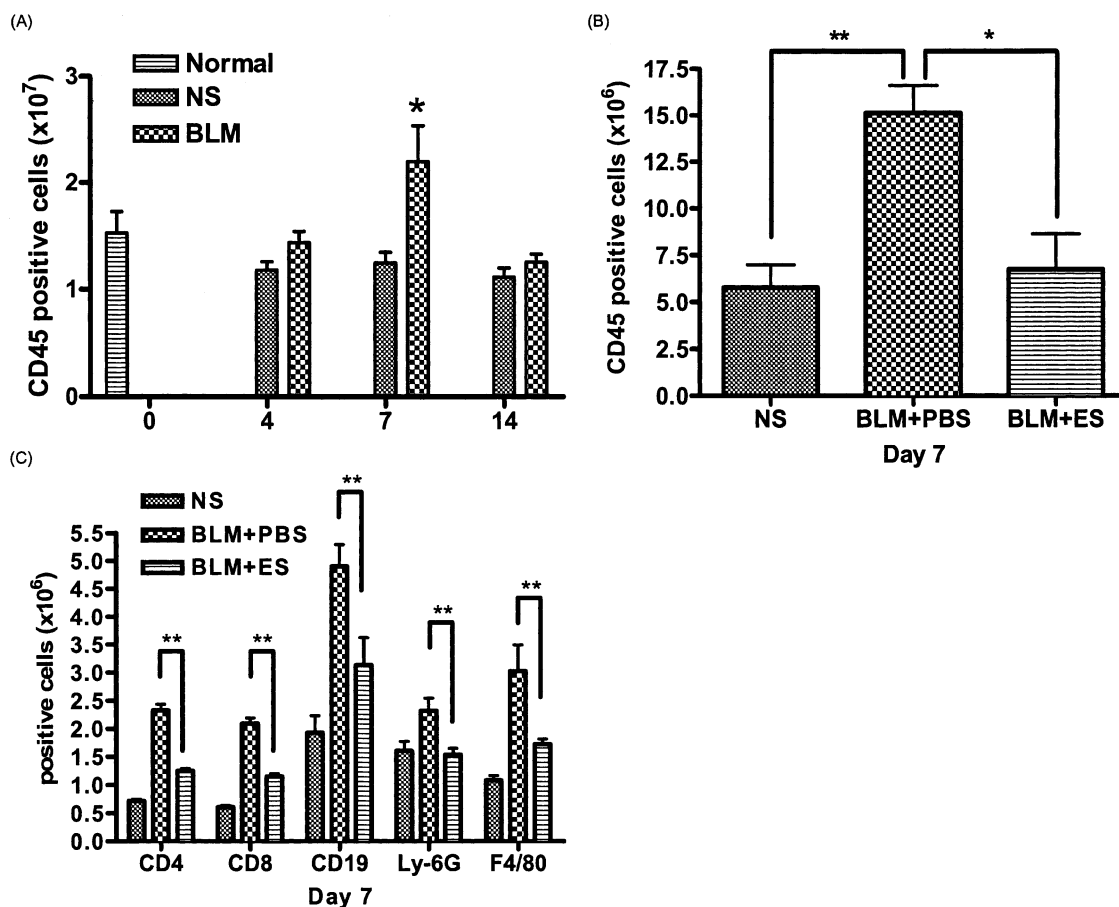 (A)
Normal
NS
BLM
CD45 positive cells (x10⁷)
3
2
1
0
*
0 4 7 14
(B)
** *
CD45 positive cells (x10⁶)
17.5
15.0
12.5
10.0
7.5
5.0
2.5
0.0
NS BLM+PBS BLM+ES
Day 7
(C)
NS
BLM+PBS
BLM+ES
positive cells (x10⁶)
5.5
5.0
4.5
4.0
3.5
3.0
2.5
2.0
1.5
1.0
0.5
0.0
** ** ** ** **
CD4 CD8 CD19 Ly-6G F4/80
Day 7